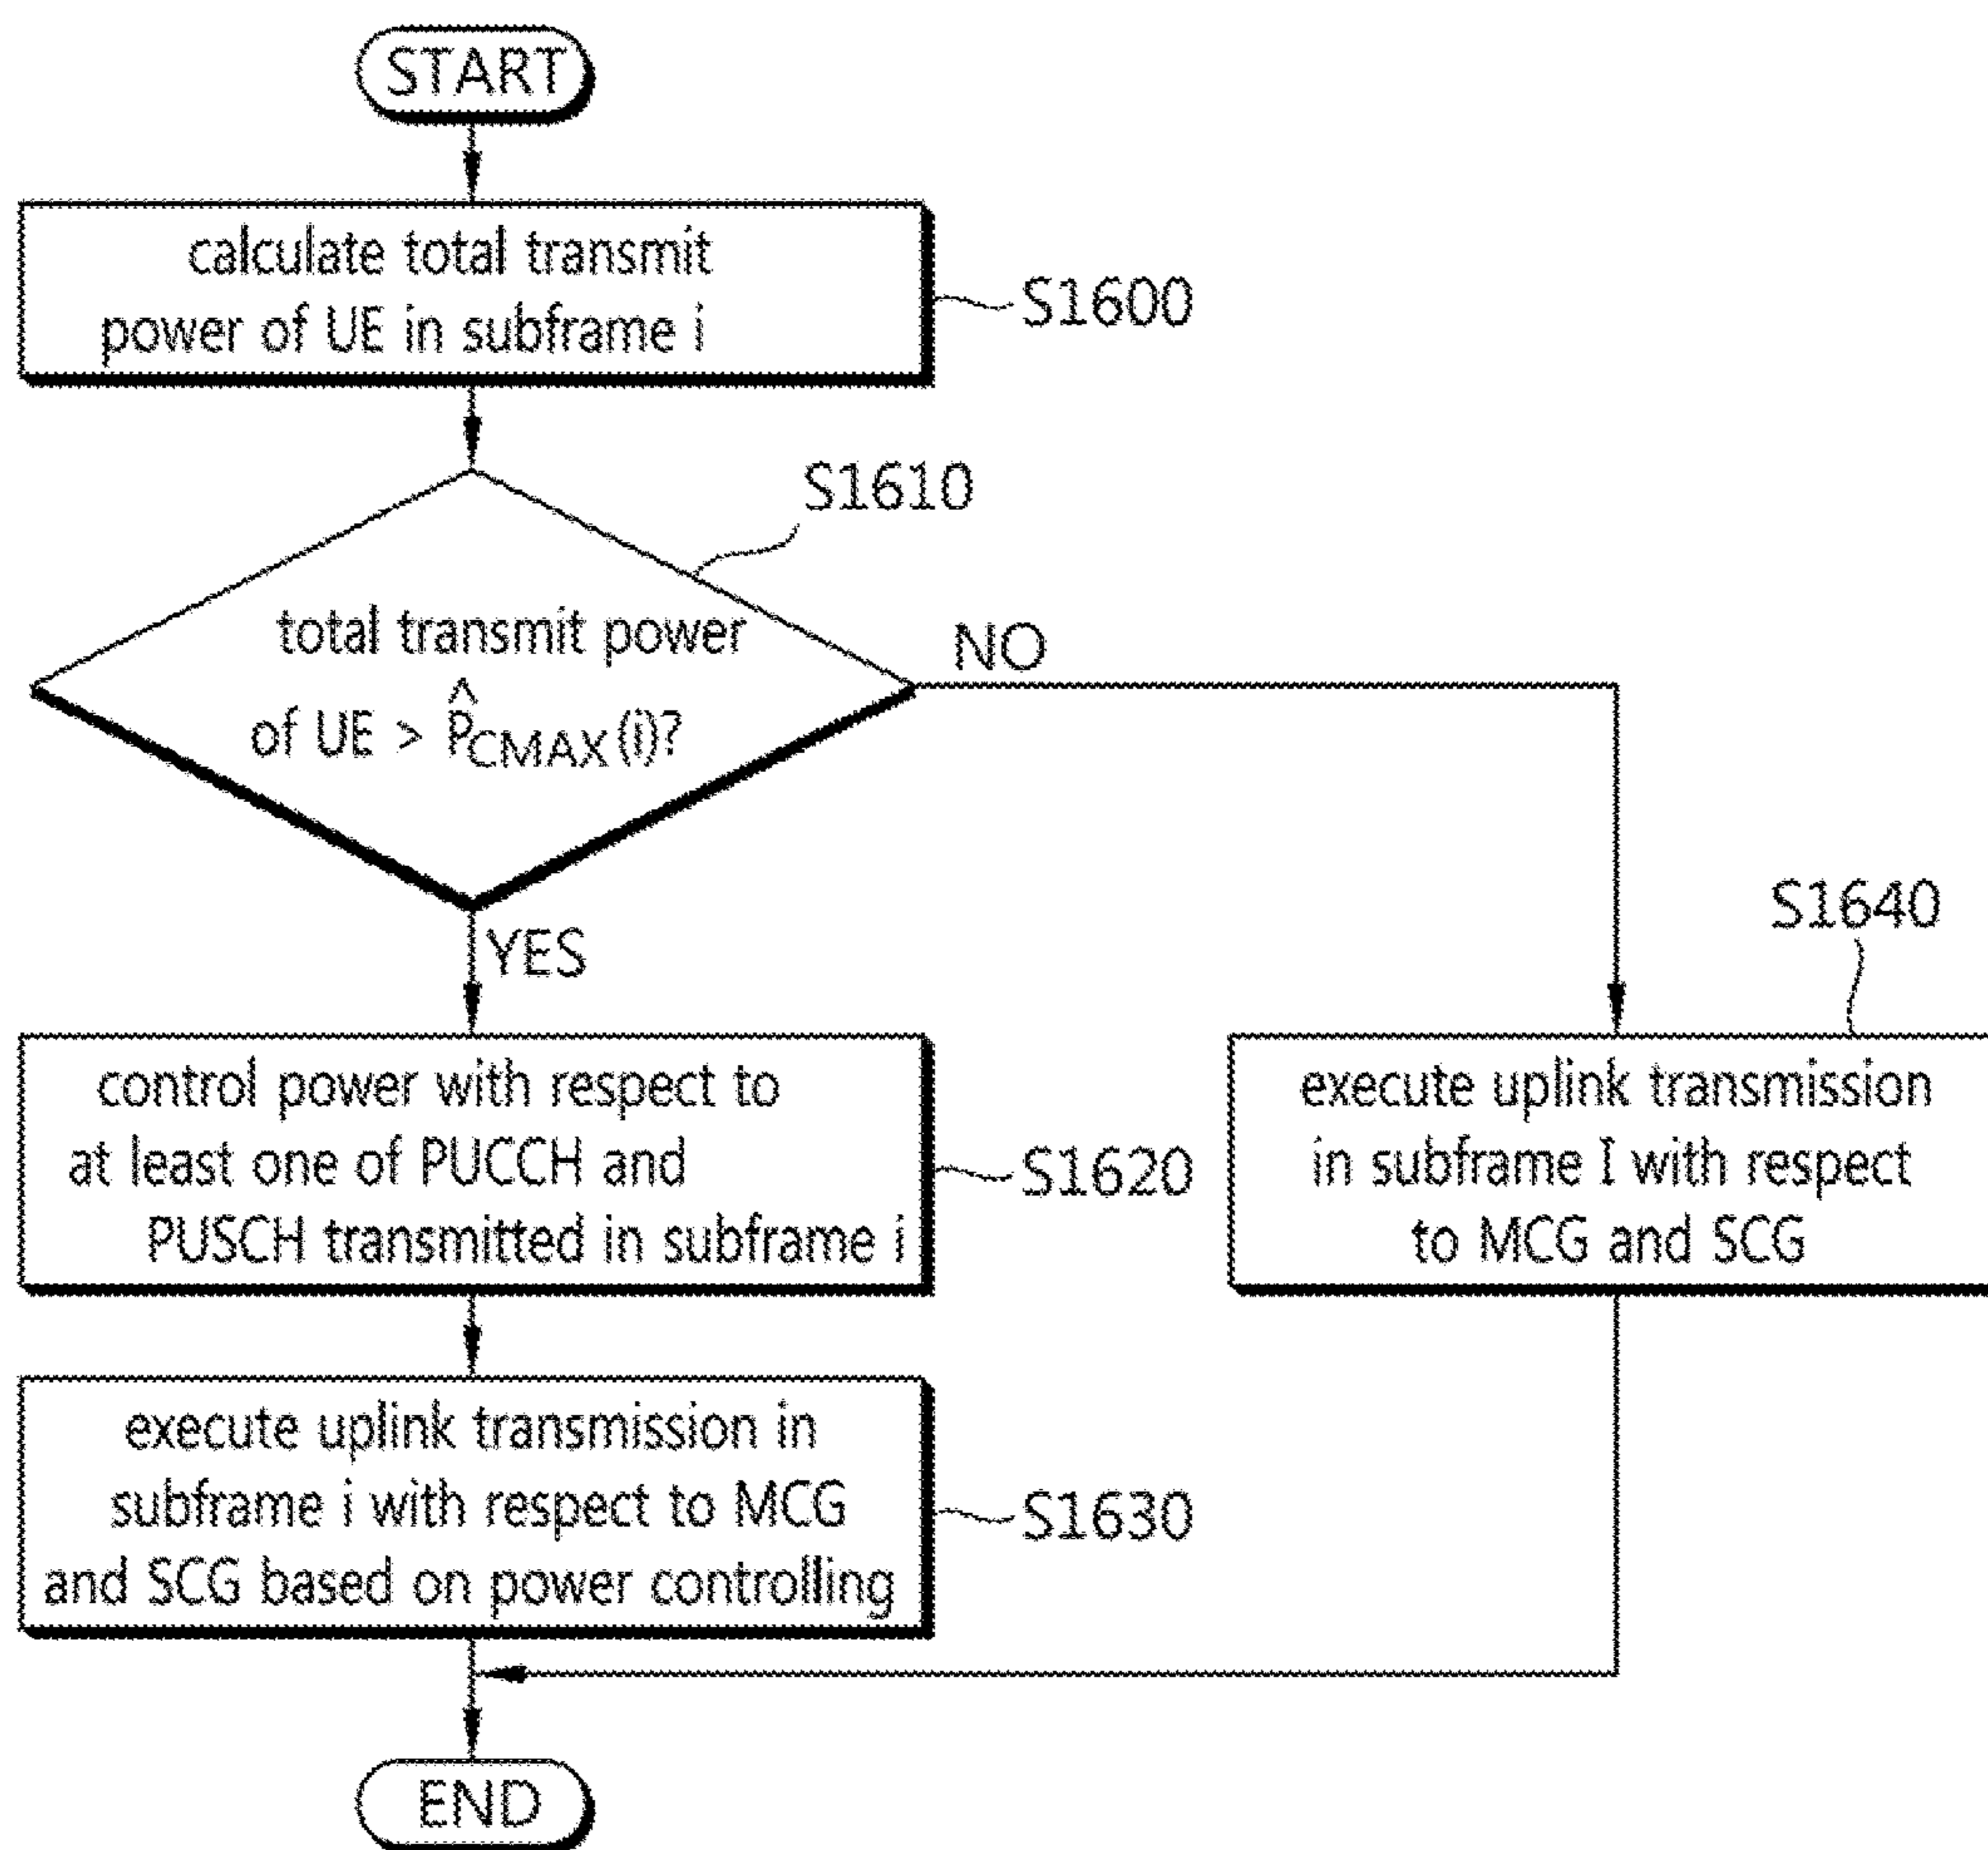 START
calculate total transmit
power of UE in subframe i
S1600
S1610
total transmit power
of UE > P̂CMAX(i)?
NO
YES
S1640
control power with respect to
at least one of PUCCH and
PUSCH transmitted in subframe i
S1620
execute uplink transmission
in subframe I with respect
to MCG and SCG
execute uplink transmission in
subframe i with respect to MCG
and SCG based on power controlling
S1630
END